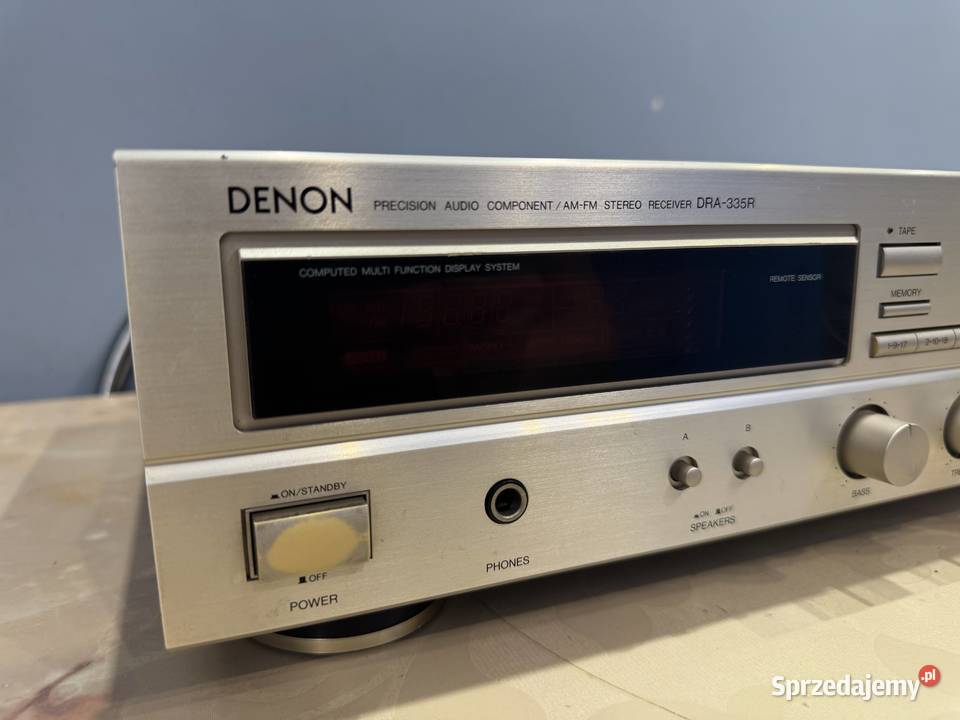 DENON PRECISION AUDIO COMPONENT / AM-FM STEREO RECEIVER DRA-335R
COMPUTED MULTI FUNCTION DISPLAY SYSTEM
REMOTE SENSOR
TAPE
MEMORY
1-9-17 2-10-18
ON/STANDBY
OFF
POWER
PHONES
A B
ON OFF
SPEAKERS
BASS
Sprzedajemy.pl